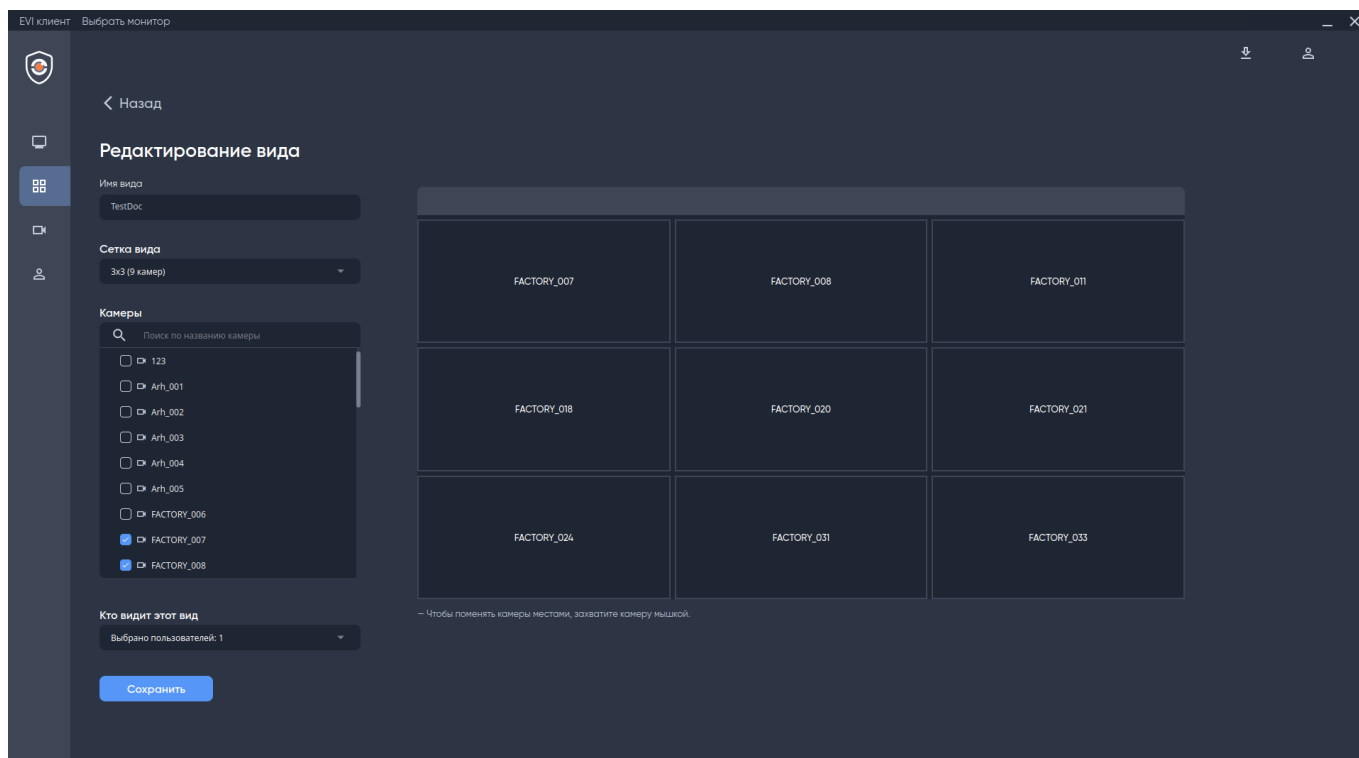 EVI клиент Выбрать монитор
Назад
Редактирование вида
Имя вида
TestDoc
Сетка вида
3x3 (9 камер)
Камеры
Поиск по названию камеры
123
Arh_001
Arh_002
Arh_003
Arh_004
Arh_005
FACTORY_006
FACTORY_007
FACTORY_008
Кто видит этот вид
Выбрано пользователей: 1
Сохранить
FACTORY_007 FACTORY_008 FACTORY_011
FACTORY_018 FACTORY_020 FACTORY_021
FACTORY_024 FACTORY_031 FACTORY_033
— Чтобы поменять камеры местами, захватите камеру мышкой.